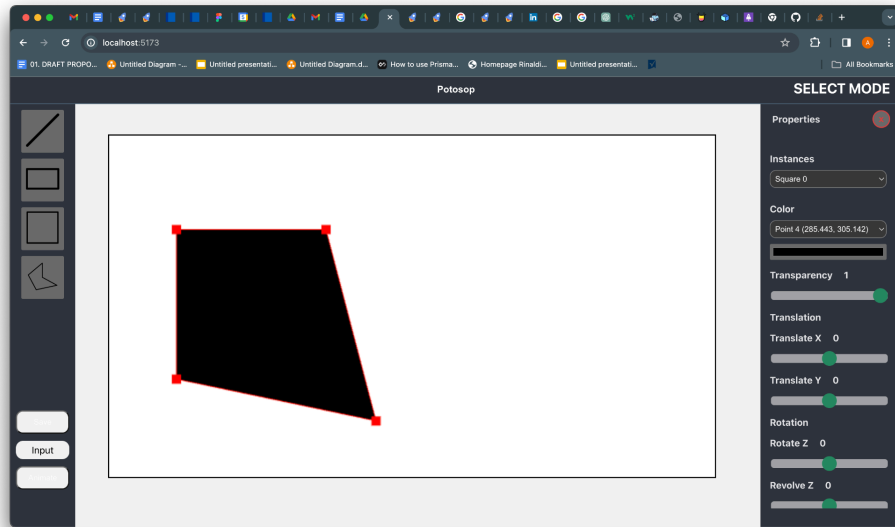 localhost:5173
01. DRAFT PROPO...
Untitled Diagram -...
Untitled presentati...
Untitled Diagram.d...
How to use Prisma...
Homepage Rinaldi...
Untitled presentati...
All Bookmarks
Potosop
SELECT MODE
Properties
Instances
Square 0
Color
Point 4 (285.443, 305.142)
Transparency 1
Translation
Translate X 0
Translate Y 0
Rotation
Rotate Z 0
Revolve Z 0
Input